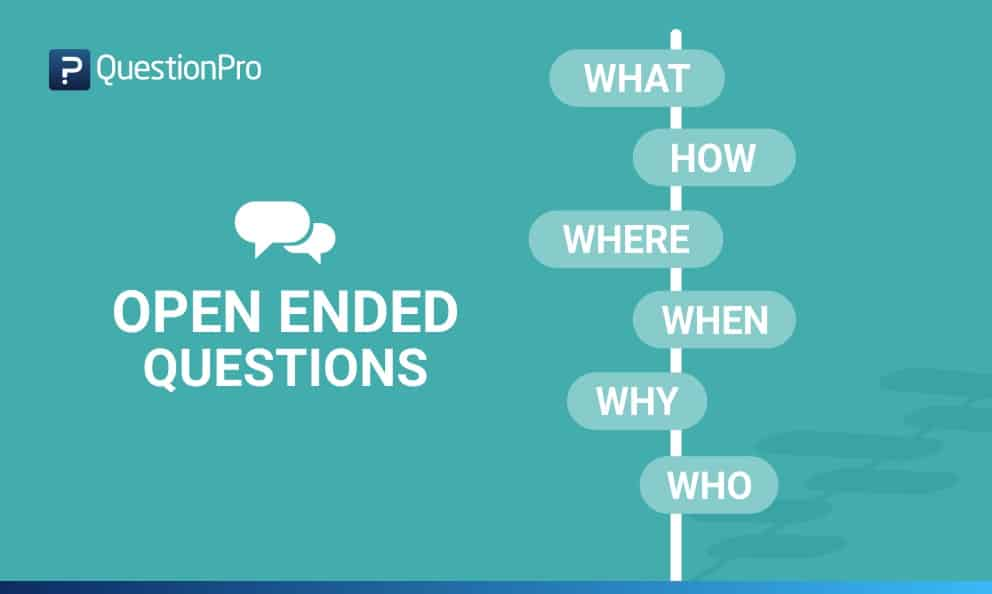 QuestionPro
OPEN ENDED
QUESTIONS
WHAT
HOW
WHERE
WHEN
WHY
WHO